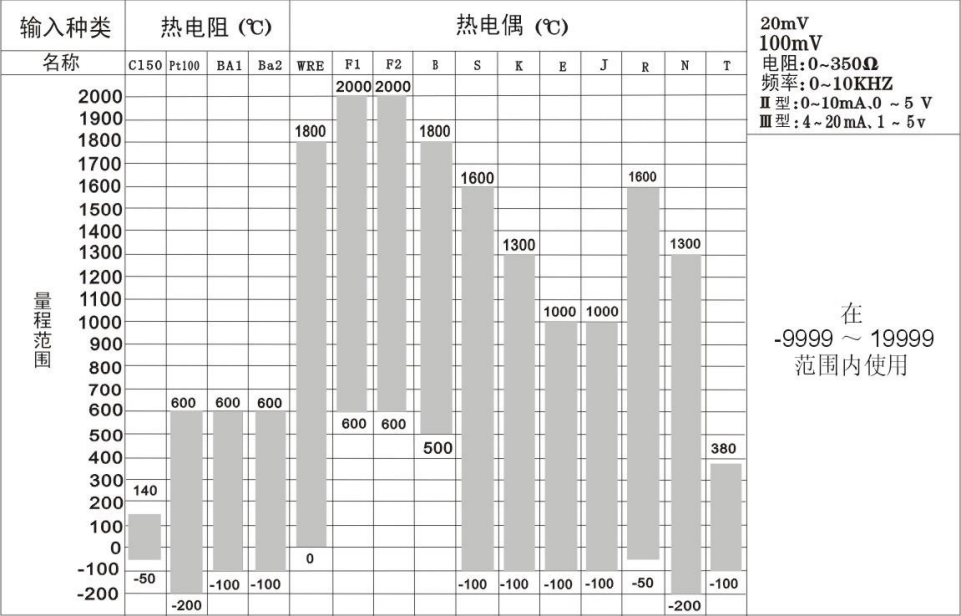 输入种类
热电阻 (℃)
热电偶 (℃)
20mV
100mV
电阻:0~350Ω
频率:0~10KHZ
Ⅱ型:0~10mA、0 ~ 5 V
Ⅲ型:4~20mA、1 ~ 5v
名称
C150 Pt100 BA1 Ba2 WRE F1 F2 B S K E J R N T
量程范围
2000
1900
1800
1700
1600
1500
1400
1300
1200
1100
1000
900
800
700
600
500
400
300
200
100
0
-100
-200
2000 2000
1800 1800
1600 1600
1300 1300
1000 1000
600 600 600
600 600
500
380
140
0
-50 -100 -100 -100 -100 -100 -100 -50 -100
-200 -200
在
-9999 ~ 19999
范围内使用